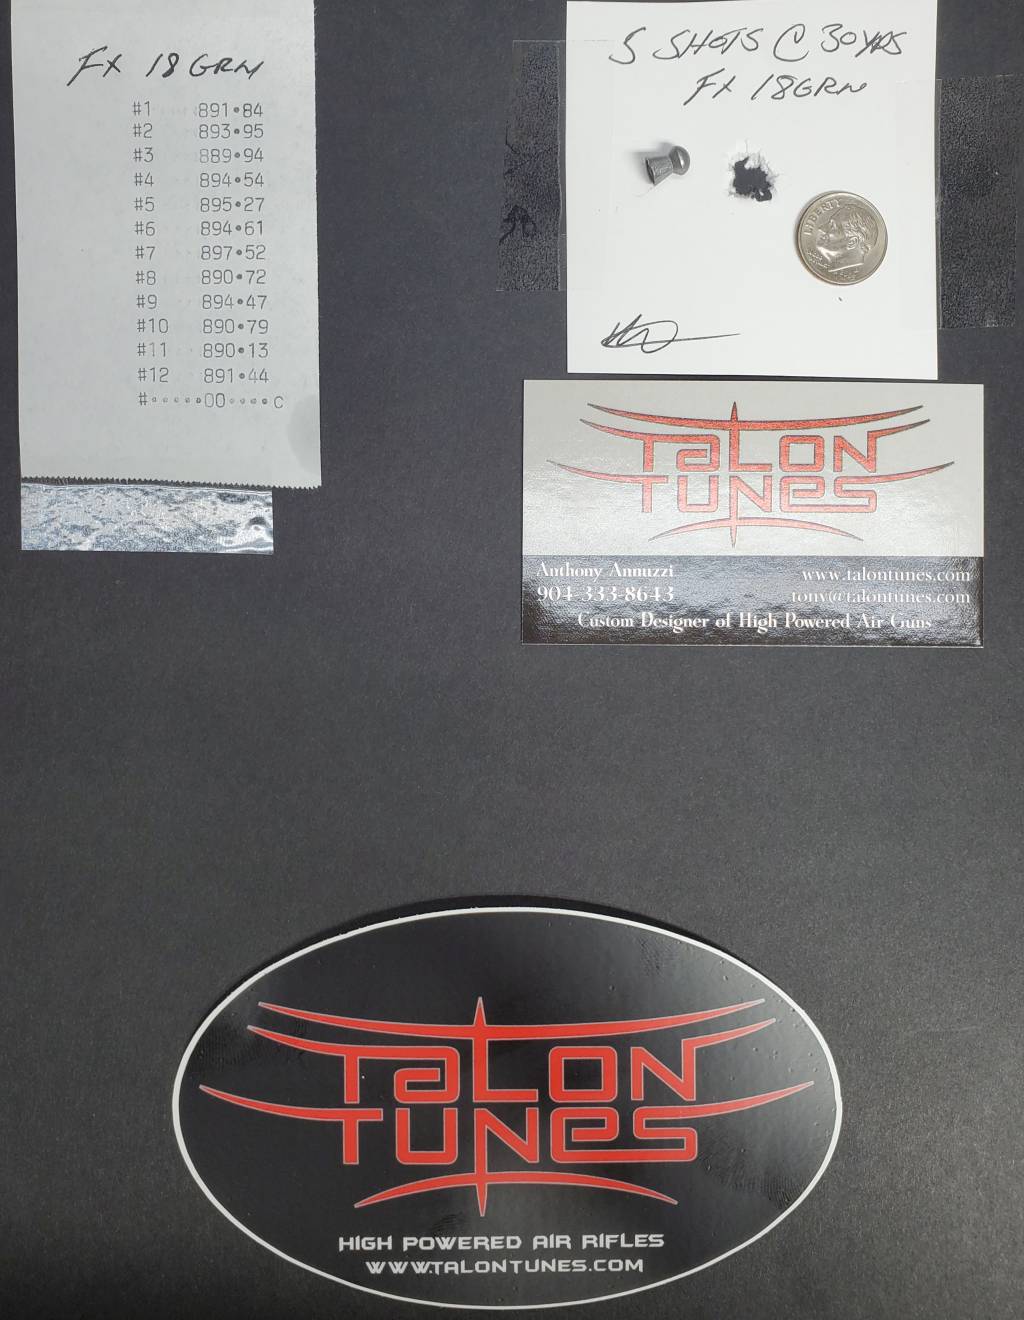 FX 18 GRN
#1 891•84
#2 893•95
#3 889•94
#4 894•54
#5 895•27
#6 894•61
#7 897•52
#8 890•72
#9 894•47
#10 890•79
#11 890•13
#12 891•44
#•••••00••••• C
5 SHOTS @ 30 YRDS
FX 18GRN
LIBERTY
TALON
TUNES
Anthony Annuzzi
904-333-8643
www.talontunes.com
tony@talontunes.com
Custom Designer of High Powered Air Guns
TALON
TUNES
HIGH POWERED AIR RIFLES
WWW.TALONTUNES.COM